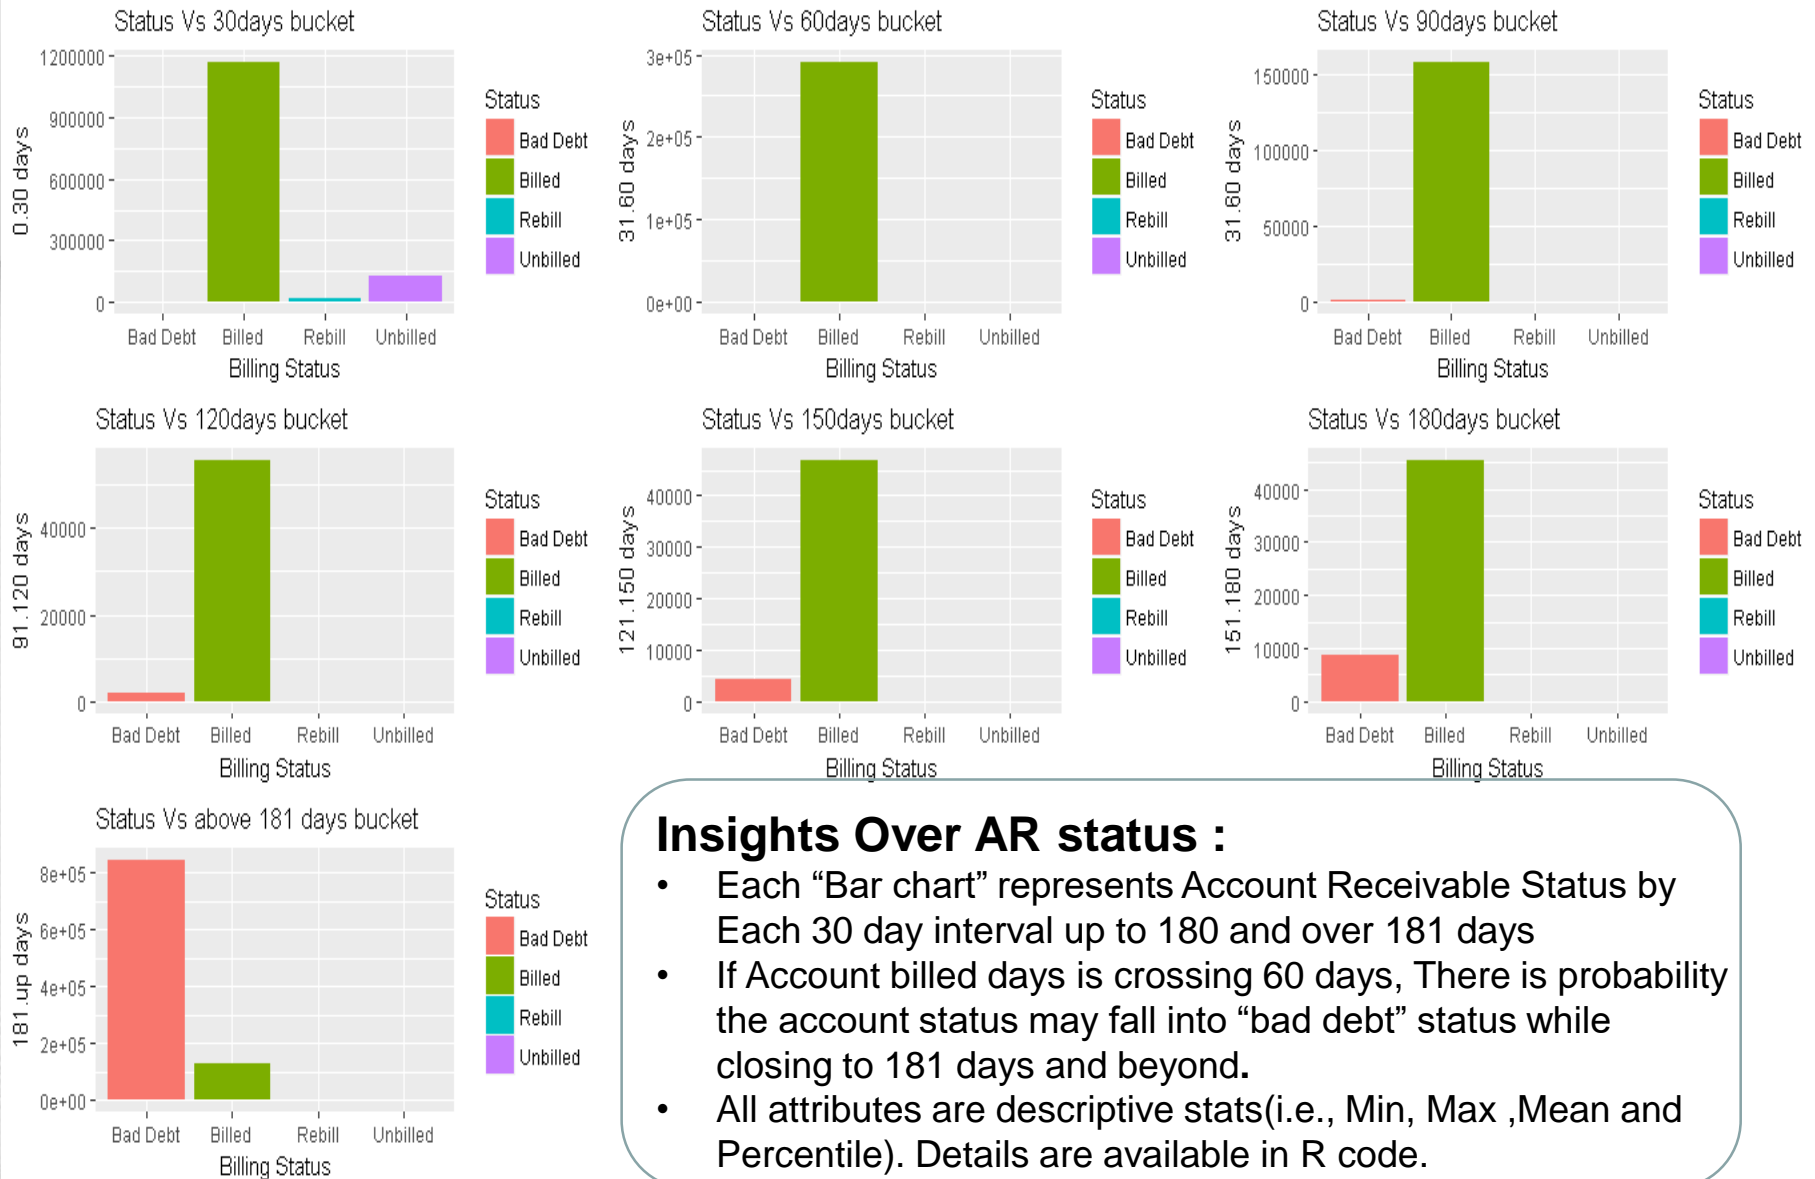 Status Vs 30days bucket
1200000
900000
600000
300000
0
0.30 days
Bad Debt Billed Rebill Unbilled
Billing Status
Status
Bad Debt
Billed
Rebill
Unbilled
Status Vs 60days bucket
3e+05
2e+05
1e+05
0e+00
31.60 days
Bad Debt Billed Rebill Unbilled
Billing Status
Status
Bad Debt
Billed
Rebill
Unbilled
Status Vs 90days bucket
150000
100000
50000
0
31.60 days
Bad Debt Billed Rebill Unbilled
Billing Status
Status
Bad Debt
Billed
Rebill
Unbilled
Status Vs 120days bucket
40000
20000
0
91.120 days
Bad Debt Billed Rebill Unbilled
Billing Status
Status
Bad Debt
Billed
Rebill
Unbilled
Status Vs 150days bucket
40000
30000
20000
10000
0
121.150 days
Bad Debt Billed Rebill Unbilled
Billing Status
Status
Bad Debt
Billed
Rebill
Unbilled
Status Vs 180days bucket
40000
30000
20000
10000
0
151.180 days
Bad Debt Billed Rebill Unbilled
Billing Status
Status
Bad Debt
Billed
Rebill
Unbilled
Status Vs above 181 days bucket
8e+05
6e+05
4e+05
2e+05
0e+00
181.up days
Bad Debt Billed Rebill Unbilled
Billing Status
Status
Bad Debt
Billed
Rebill
Unbilled
Insights Over AR status :
• Each “Bar chart” represents Account Receivable Status by
Each 30 day interval up to 180 and over 181 days
• If Account billed days is crossing 60 days, There is probability
the account status may fall into “bad debt” status while
closing to 181 days and beyond.
• All attributes are descriptive stats(i.e., Min, Max ,Mean and
Percentile). Details are available in R code.